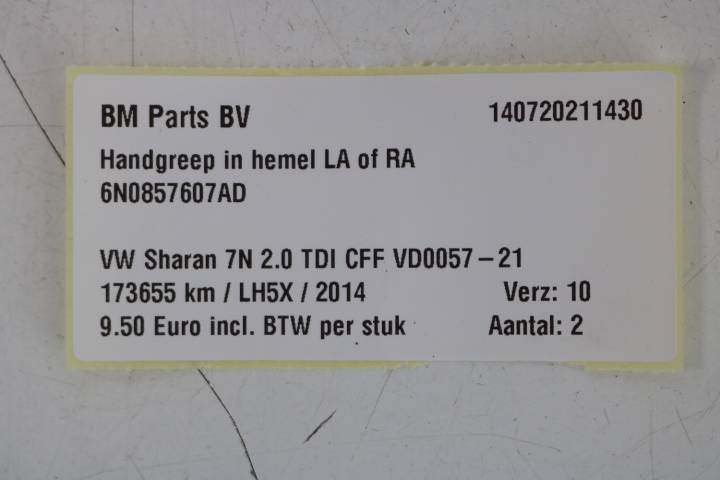 BM Parts BV 140720211430
Handgreep in hemel LA of RA
6N0857607AD
VW Sharan 7N 2.0 TDI CFF VD0057-21
173655 km / LH5X / 2014 Verz: 10
9.50 Euro incl. BTW per stuk Aantal: 2